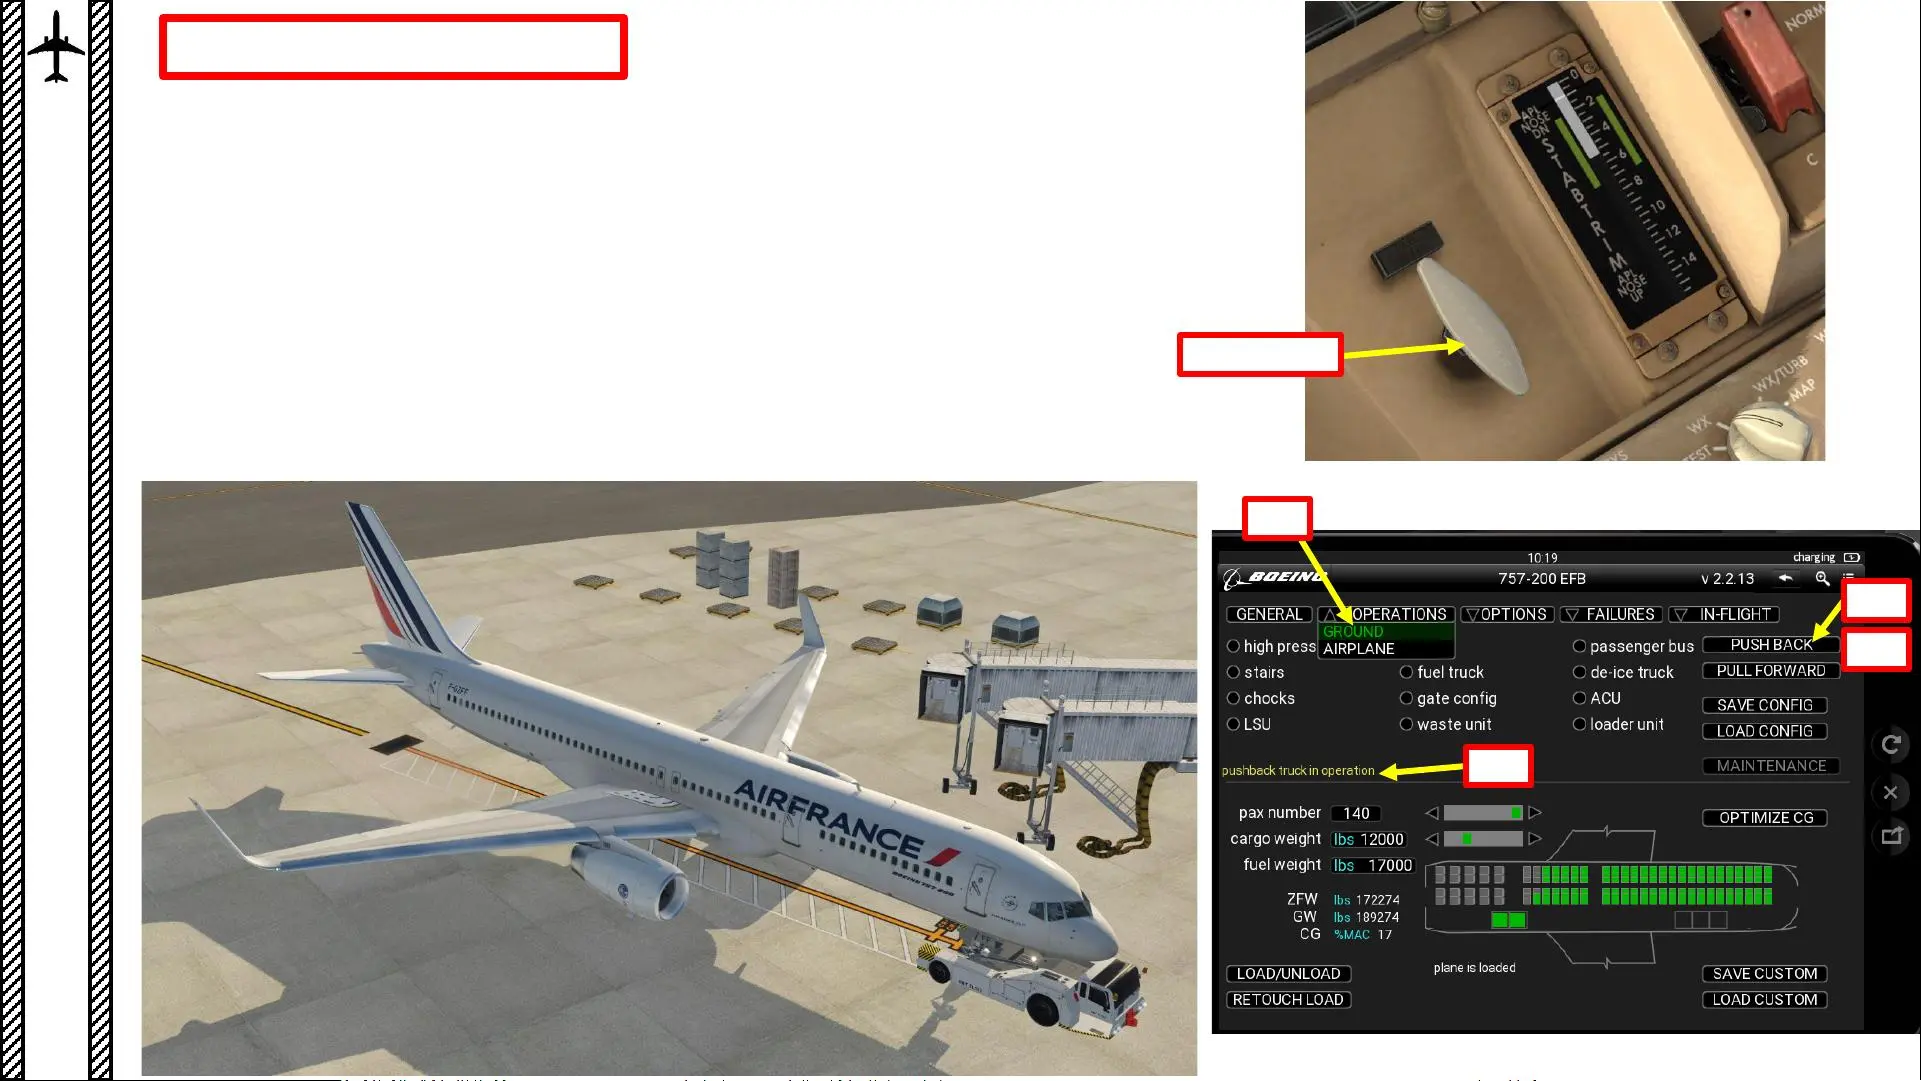 NORM
0
2
4
6
8
10
12
14
APL
NOSE
DN
STAB TRIM
APL
NOSE
UP
C
WX/TURB
MAP
WX
TEST
10:19
charging
BOEING
757-200 EFB
v 2.2.13
GENERAL
OPERATIONS
OPTIONS
FAILURES
IN-FLIGHT
GROUND
AIRPLANE
high press
passenger bus
PUSH BACK
stairs
fuel truck
de-ice truck
PULL FORWARD
chocks
gate config
ACU
SAVE CONFIG
LSU
waste unit
loader unit
LOAD CONFIG
pushback truck in operation
MAINTENANCE
pax number 140
OPTIMIZE CG
cargo weight lbs 12000
fuel weight lbs 17000
ZFW lbs 172274
GW lbs 189274
CG %MAC 17
plane is loaded
LOAD/UNLOAD
SAVE CUSTOM
RETOUCH LOAD
LOAD CUSTOM
AIRFRANCE
BOEING 757-200